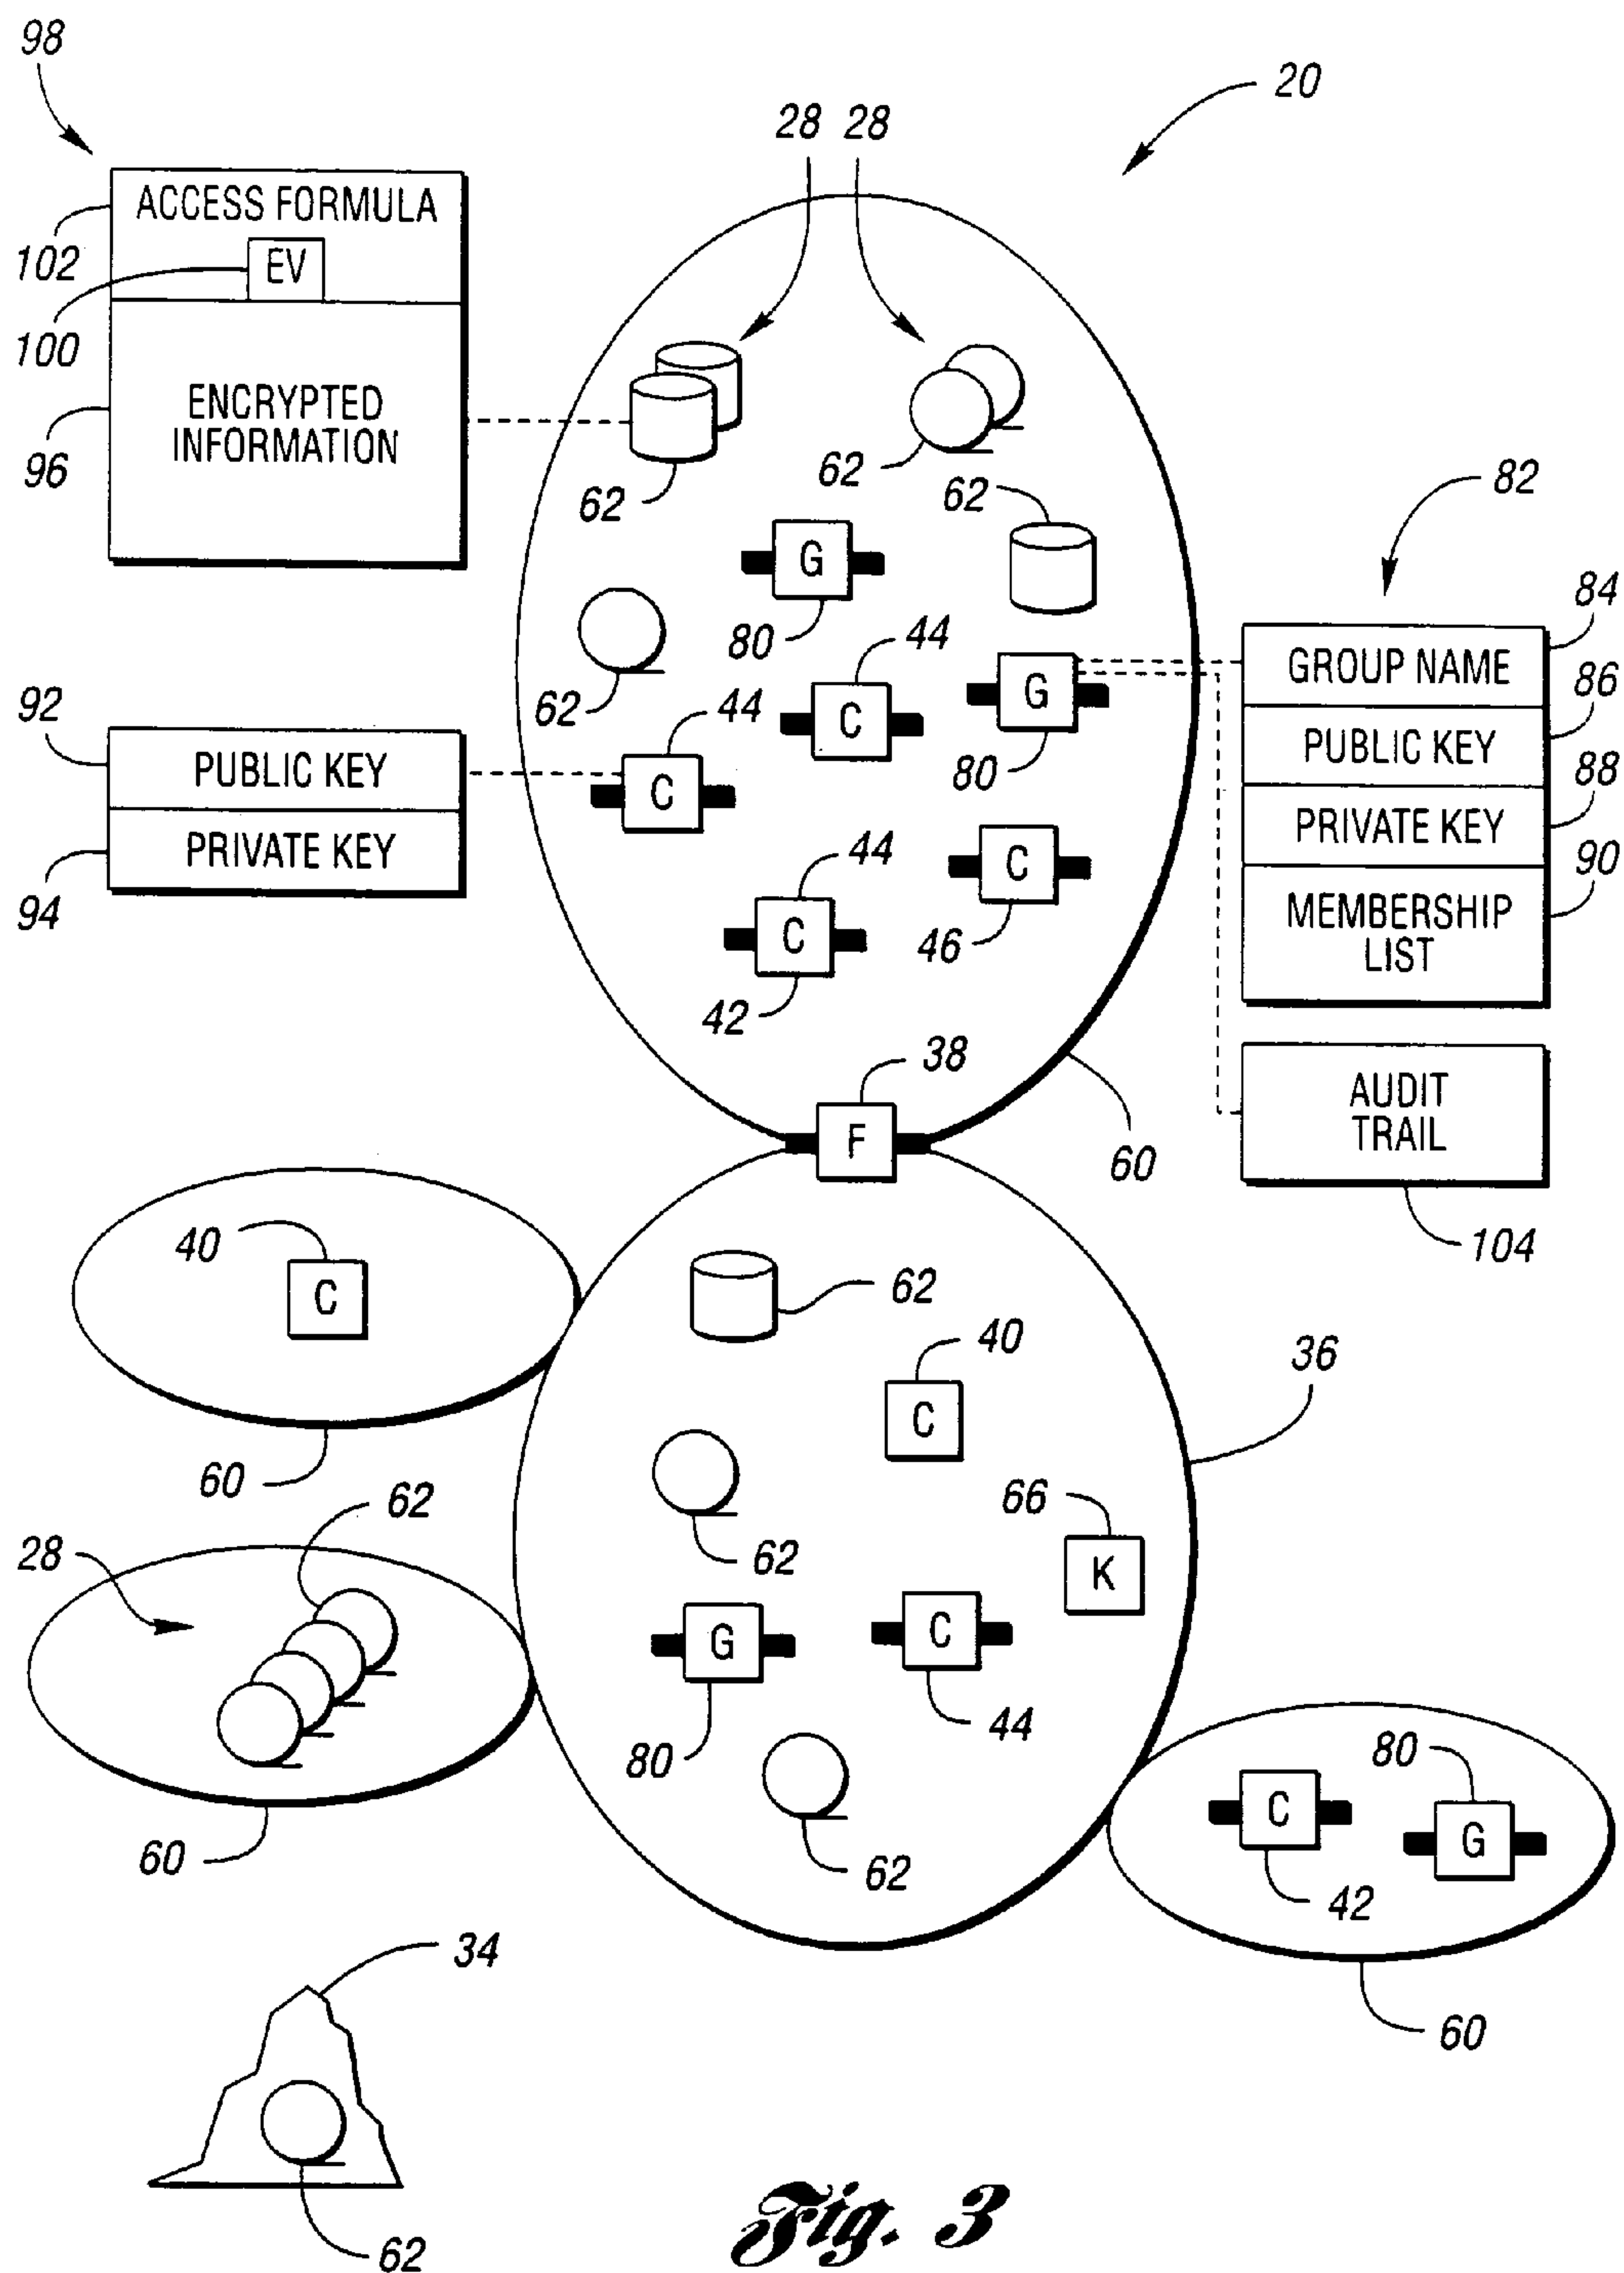 98
20
28 28
ACCESS FORMULA
102
EV
100
ENCRYPTED
INFORMATION
96
62
62
62
82
G
80
84
GROUP NAME
44
G
62
86
92
44
C
PUBLIC KEY
80
PUBLIC KEY
C
88
PRIVATE KEY
PRIVATE KEY
94
44
C
90
MEMBERSHIP
LIST
C
46
42
38
AUDIT
TRAIL
F
60
104
40
C
62
40
36
C
60
62
66
28
62
K
G
C
80
44
60
62
80
C
G
42
34
60
62
Fig. 3